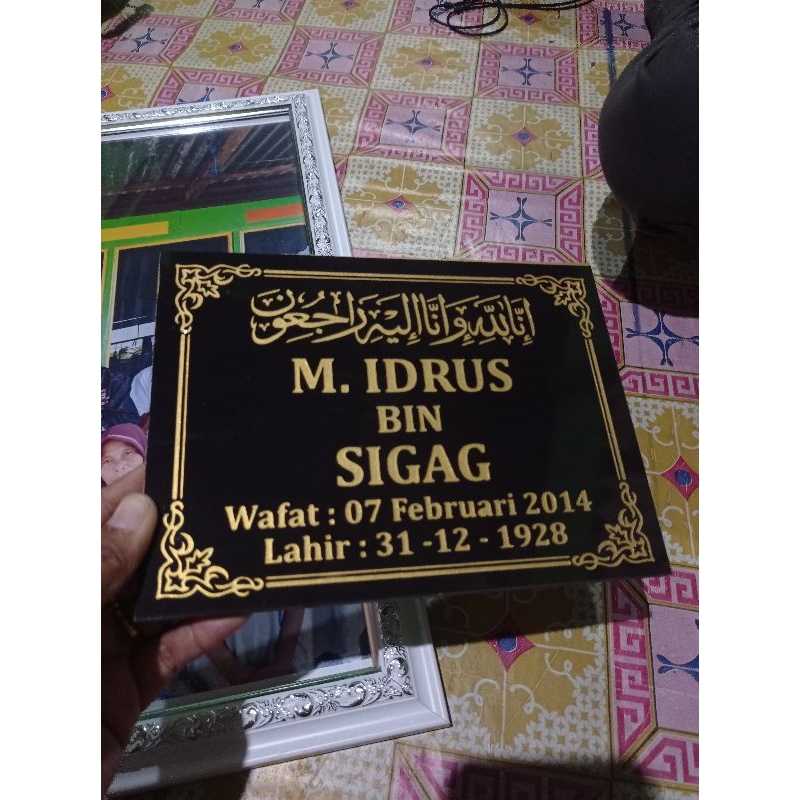 إِنَّا لِلَّهِ وَإِنَّا إِلَيْهِ رَاجِعُونَ
M. IDRUS
BIN
SIGAG
Wafat : 07 Februari 2014
Lahir : 31 -12 - 1928